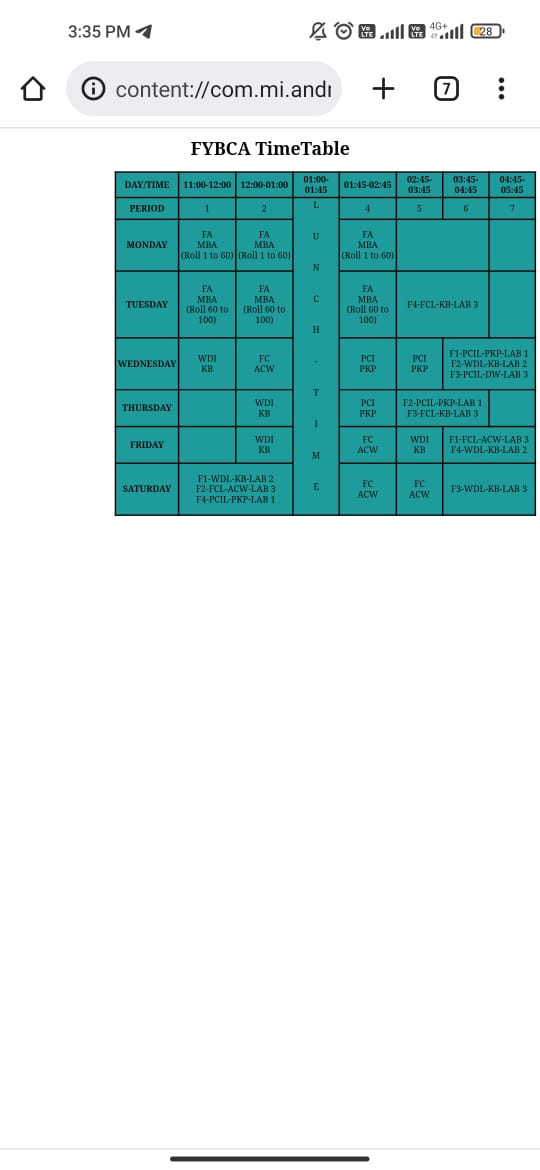 3:35 PM
Vo LTE
Vo LTE
4G+
28
content://com.mi.andr
7
FYBCA TimeTable
DAY/TIME 11:00-12:00 12:00-01:00 01:00-01:45 01:45-02:45 02:45-03:45 03:45-04:45 04:45-05:45
PERIOD 1 2 4 5 6 7
L U N C H - T I M E
MONDAY
FA
MBA
(Roll 1 to 60)
FA
MBA
(Roll 1 to 60)
FA
MBA
(Roll 1 to 60)
TUESDAY
FA
MBA
(Roll 60 to
100)
FA
MBA
(Roll 60 to
100)
FA
MBA
(Roll 60 to
100)
F4-FCL-KB-LAB 3
WEDNESDAY
WDI
KB
FC
ACW
PCI
PKP
PCI
PKP
F1-PCIL-PKP-LAB 1
F2-WDL-KB-LAB 2
F3-PCIL-DW-LAB 3
THURSDAY
WDI
KB
PCI
PKP
F2-PCIL-PKP-LAB 1
F3-FCL-KB-LAB 3
FRIDAY
WDI
KB
FC
ACW
WDI
KB
F1-FCL-ACW-LAB 3
F4-WDL-KB-LAB 2
SATURDAY
F1-WDL-KB-LAB 2
F2-FCL-ACW-LAB 3
F4-PCIL-PKP-LAB 1
FC
ACW
FC
ACW
F3-WDL-KB-LAB 3